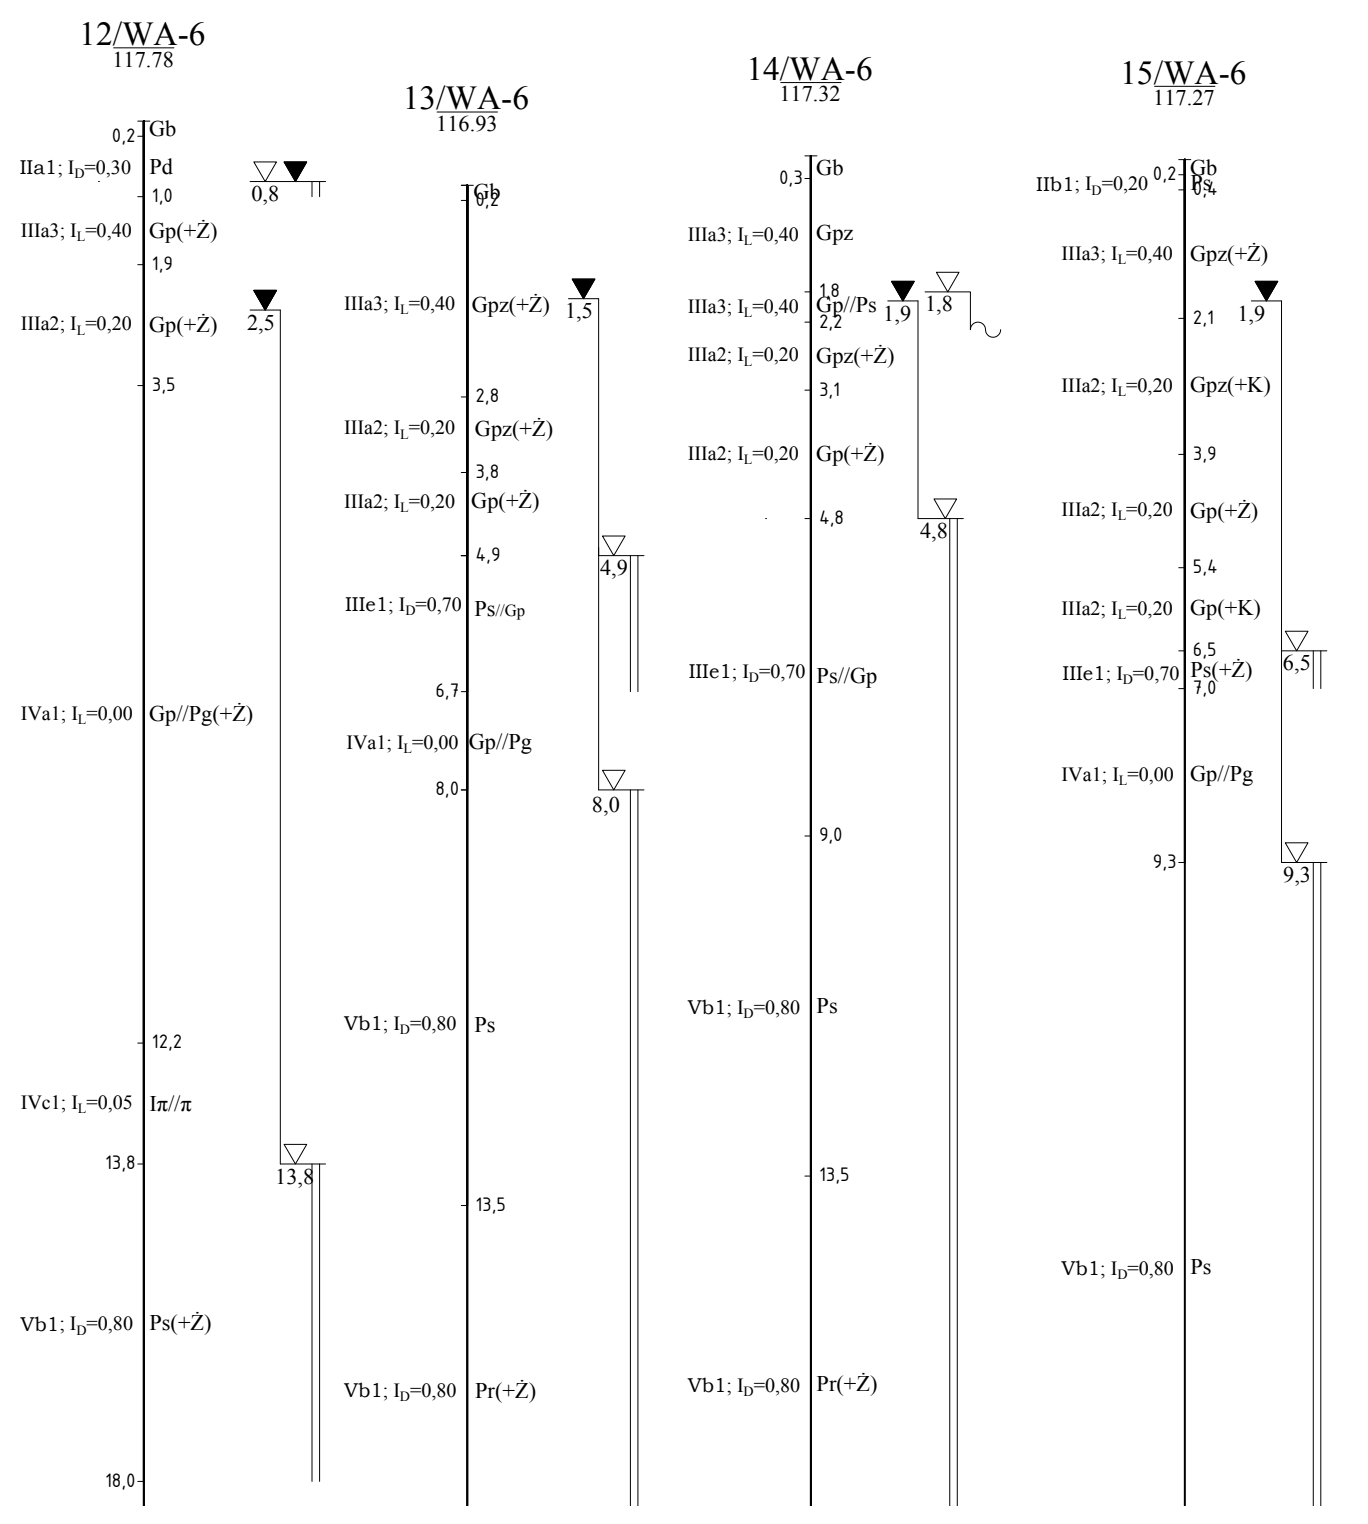 12/WA-6
117.78
0,2
Gb
IIa1; ID=0,30
Pd
0,8
1,0
IIIa3; IL=0,40
Gp(+Ż)
1,9
2,5
IIIa2; IL=0,20
Gp(+Ż)
3,5
IVa1; IL=0,00
Gp//Pg(+Ż)
12,2
IVc1; IL=0,05
Iπ//π
13,8
13,8
Vb1; ID=0,80
Ps(+Ż)
18,0
13/WA-6
116.93
Gb
0,2
IIIa3; IL=0,40
Gpz(+Ż)
1,5
2,8
IIIa2; IL=0,20
Gpz(+Ż)
3,8
IIIa2; IL=0,20
Gp(+Ż)
4,9
4,9
IIIe1; ID=0,70
Ps//Gp
6,7
IVa1; IL=0,00
Gp//Pg
8,0
8,0
Vb1; ID=0,80
Ps
13,5
Vb1; ID=0,80
Pr(+Ż)
14/WA-6
117.32
Gb
0,3
IIIa3; IL=0,40
Gpz
1,8
IIIa3; IL=0,40
Gp//Ps
1,9
1,8
2,2
IIIa2; IL=0,20
Gpz(+Ż)
3,1
IIIa2; IL=0,20
Gp(+Ż)
4,8
4,8
IIIe1; ID=0,70
Ps//Gp
9,0
Vb1; ID=0,80
Ps
13,5
Vb1; ID=0,80
Pr(+Ż)
15/WA-6
117.27
Gb
0,2
IIb1; ID=0,20
Ps
0,4
IIIa3; IL=0,40
Gpz(+Ż)
1,9
2,1
IIIa2; IL=0,20
Gpz(+K)
3,9
IIIa2; IL=0,20
Gp(+Ż)
5,4
IIIa2; IL=0,20
Gp(+K)
6,5
6,5
IIIe1; ID=0,70
Ps(+Ż)
7,0
IVa1; IL=0,00
Gp//Pg
9,3
9,3
Vb1; ID=0,80
Ps